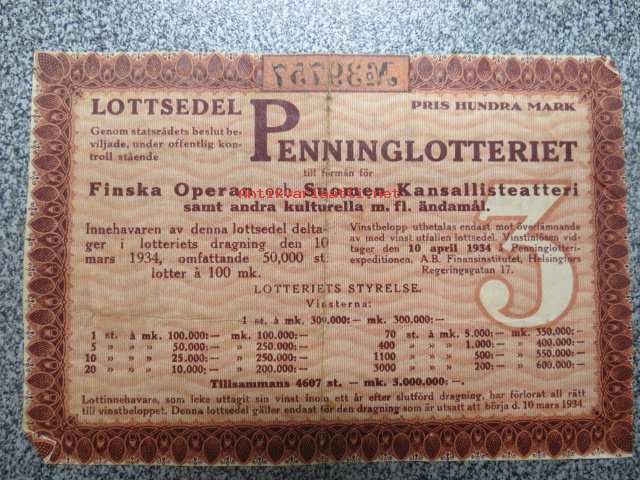 №39757
LOTTSEDEL
PRIS HUNDRA MARK
Genom statsrådets beslut be-
viljade, under offentlig kon-
troll stående
PENNINGLOTTERIET
till förmån för
Finska Operan och Suomen Kansallisteatteri
samt andra kulturella m. fl. ändamål.
Innehavaren av denna lottsedel delta-
ger i lotteriets dragning den 10
mars 1934, omfattande 50,000 st.
lotter à 100 mk.
Vinstbelopp utbetalas endast mot överlämnande
av med vinst utfallen lottsedel. Vinstinlösen vid-
tager den 10 april 1934 å Penninglotteri-
expeditionen, A.B. Finansinstitutet, Helsingfors
Regeringsgatan 17.
3
LOTTERIETS STYRELSE.
Vinsterna:
1 st. à mk. 300,000:— mk. 300.000:—
1 st. à mk. 100.000:— mk. 100.000:— 70 st. à mk. 5.000:— mk. 350,000:—
5 » » » 50,000:— » 250.000:— 400 » » » 1.000:— » 400,000:—
10 » » » 25.000:— » 250.000:— 1100 » » » 500:— » 550.000:—
20 » » » 10,000:— » 200.000:— 3000 » » » 200:— » 600.000:—
Tillsammans 4607 st. — mk. 3.000.000:—.
Lottinnehavare, som icke uttagit sin vinst inom ett år efter slutförd dragning, har förlorat all rätt
till vinstbeloppet. Denna lottsedel gäller endast för den dragning som är utsatt att börja d. 10 mars 1934.